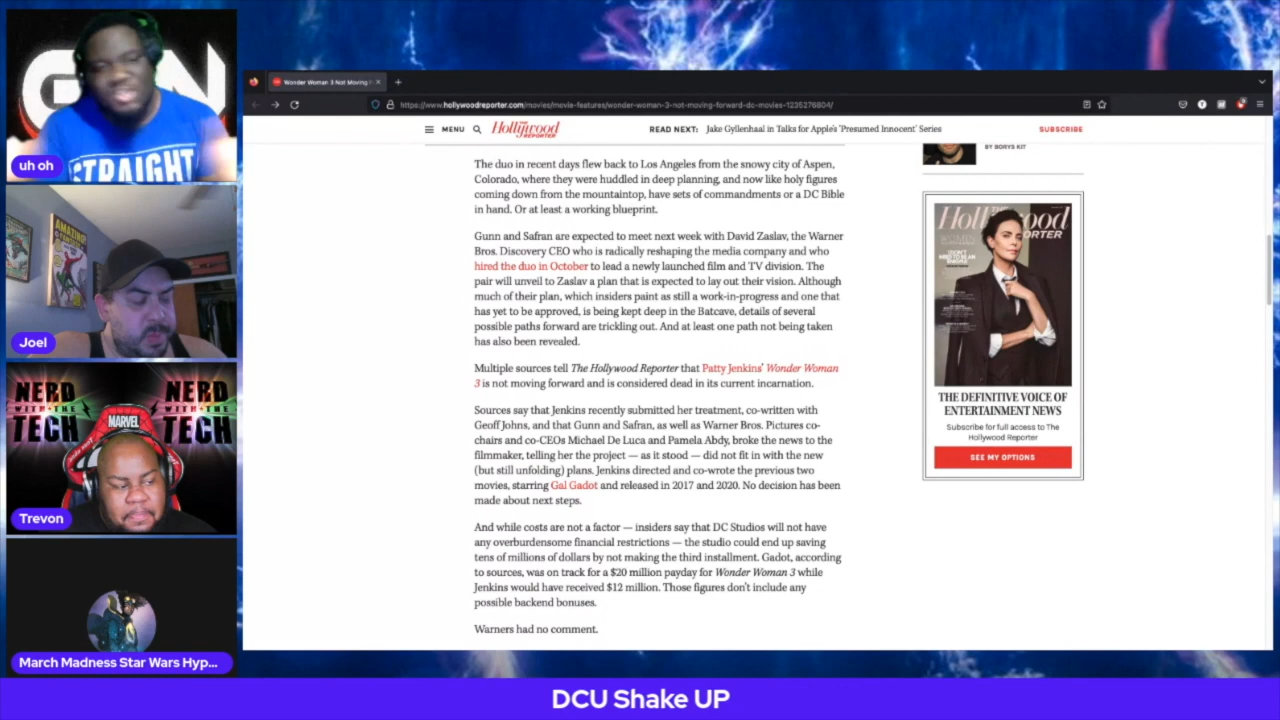 GN
STRAIGHT
uh oh
AMAZING
Joel
NERD
WITH THE
TECH
NERD
WITH THE
TECH
MARVEL
Trevon
March Madness Star Wars Hyp...
Wonder Woman 3 Not Moving
https://www.hollywoodreporter.com/movies/movie-features/wonder-woman-3-not-moving-forward-dc-movies-1235276804/
MENU
THE
Hollywood
REPORTER
READ NEXT: Jake Gyllenhaal in Talks for Apple's 'Presumed Innocent' Series
SUBSCRIBE
The duo in recent days flew back to Los Angeles from the snowy city of Aspen,
Colorado, where they were huddled in deep planning, and now like holy figures
coming down from the mountaintop, have sets of commandments or a DC Bible
in hand. Or at least a working blueprint.
Gunn and Safran are expected to meet next week with David Zaslav, the Warner
Bros. Discovery CEO who is radically reshaping the media company and who
hired the duo in October to lead a newly launched film and TV division. The
pair will unveil to Zaslav a plan that is expected to lay out their vision. Although
much of their plan, which insiders paint as still a work-in-progress and one that
has yet to be approved, is being kept deep in the Batcave, details of several
possible paths forward are trickling out. And at least one path not being taken
has also been revealed.
Multiple sources tell The Hollywood Reporter that Patty Jenkins' Wonder Woman
3 is not moving forward and is considered dead in its current incarnation.
Sources say that Jenkins recently submitted her treatment, co-written with
Geoff Johns, and that Gunn and Safran, as well as Warner Bros. Pictures co-
chairs and co-CEOs Michael De Luca and Pamela Abdy, broke the news to the
filmmaker, telling her the project — as it stood — did not fit in with the new
(but still unfolding) plans. Jenkins directed and co-wrote the previous two
movies, starring Gal Gadot and released in 2017 and 2020. No decision has been
made about next steps.
And while costs are not a factor — insiders say that DC Studios will not have
any overburdensome financial restrictions — the studio could end up saving
tens of millions of dollars by not making the third installment. Gadot, according
to sources, was on track for a $20 million payday for Wonder Woman 3 while
Jenkins would have received $12 million. Those figures don't include any
possible backend bonuses.
Warners had no comment.
BY BORYS KIT
Hollywood
REPORTER
THE DEFINITIVE VOICE OF
ENTERTAINMENT NEWS
Subscribe for full access to The
Hollywood Reporter
SEE MY OPTIONS
DCU Shake UP